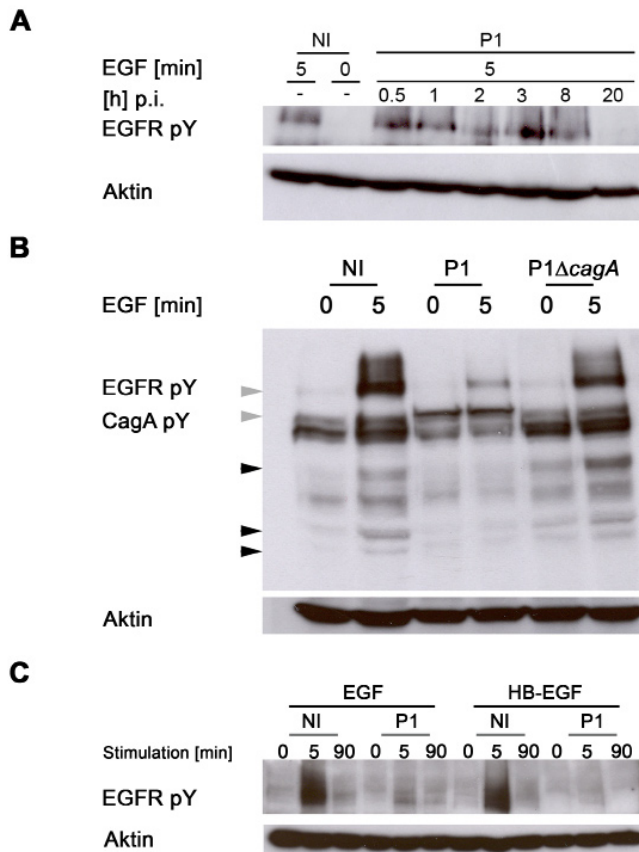 A
NI P1
EGF [min] 5 0 5
[h] p.i. - - 0.5 1 2 3 8 20
EGFR pY
Aktin
B
NI P1 P1ΔcagA
EGF [min] 0 5 0 5 0 5
EGFR pY
CagA pY
Aktin
C
EGF HB-EGF
NI P1 NI P1
Stimulation [min] 0 5 90 0 5 90 0 5 90 0 5 90
EGFR pY
Aktin